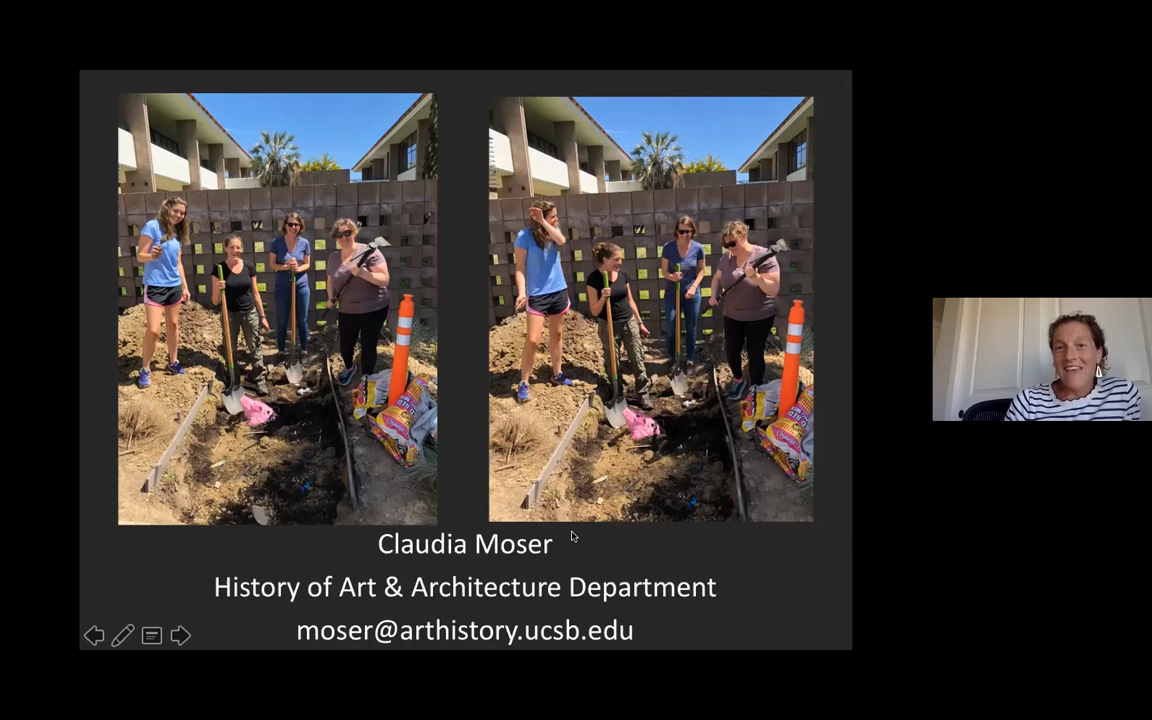 Claudia Moser
History of Art & Architecture Department
moser@arthistory.ucsb.edu